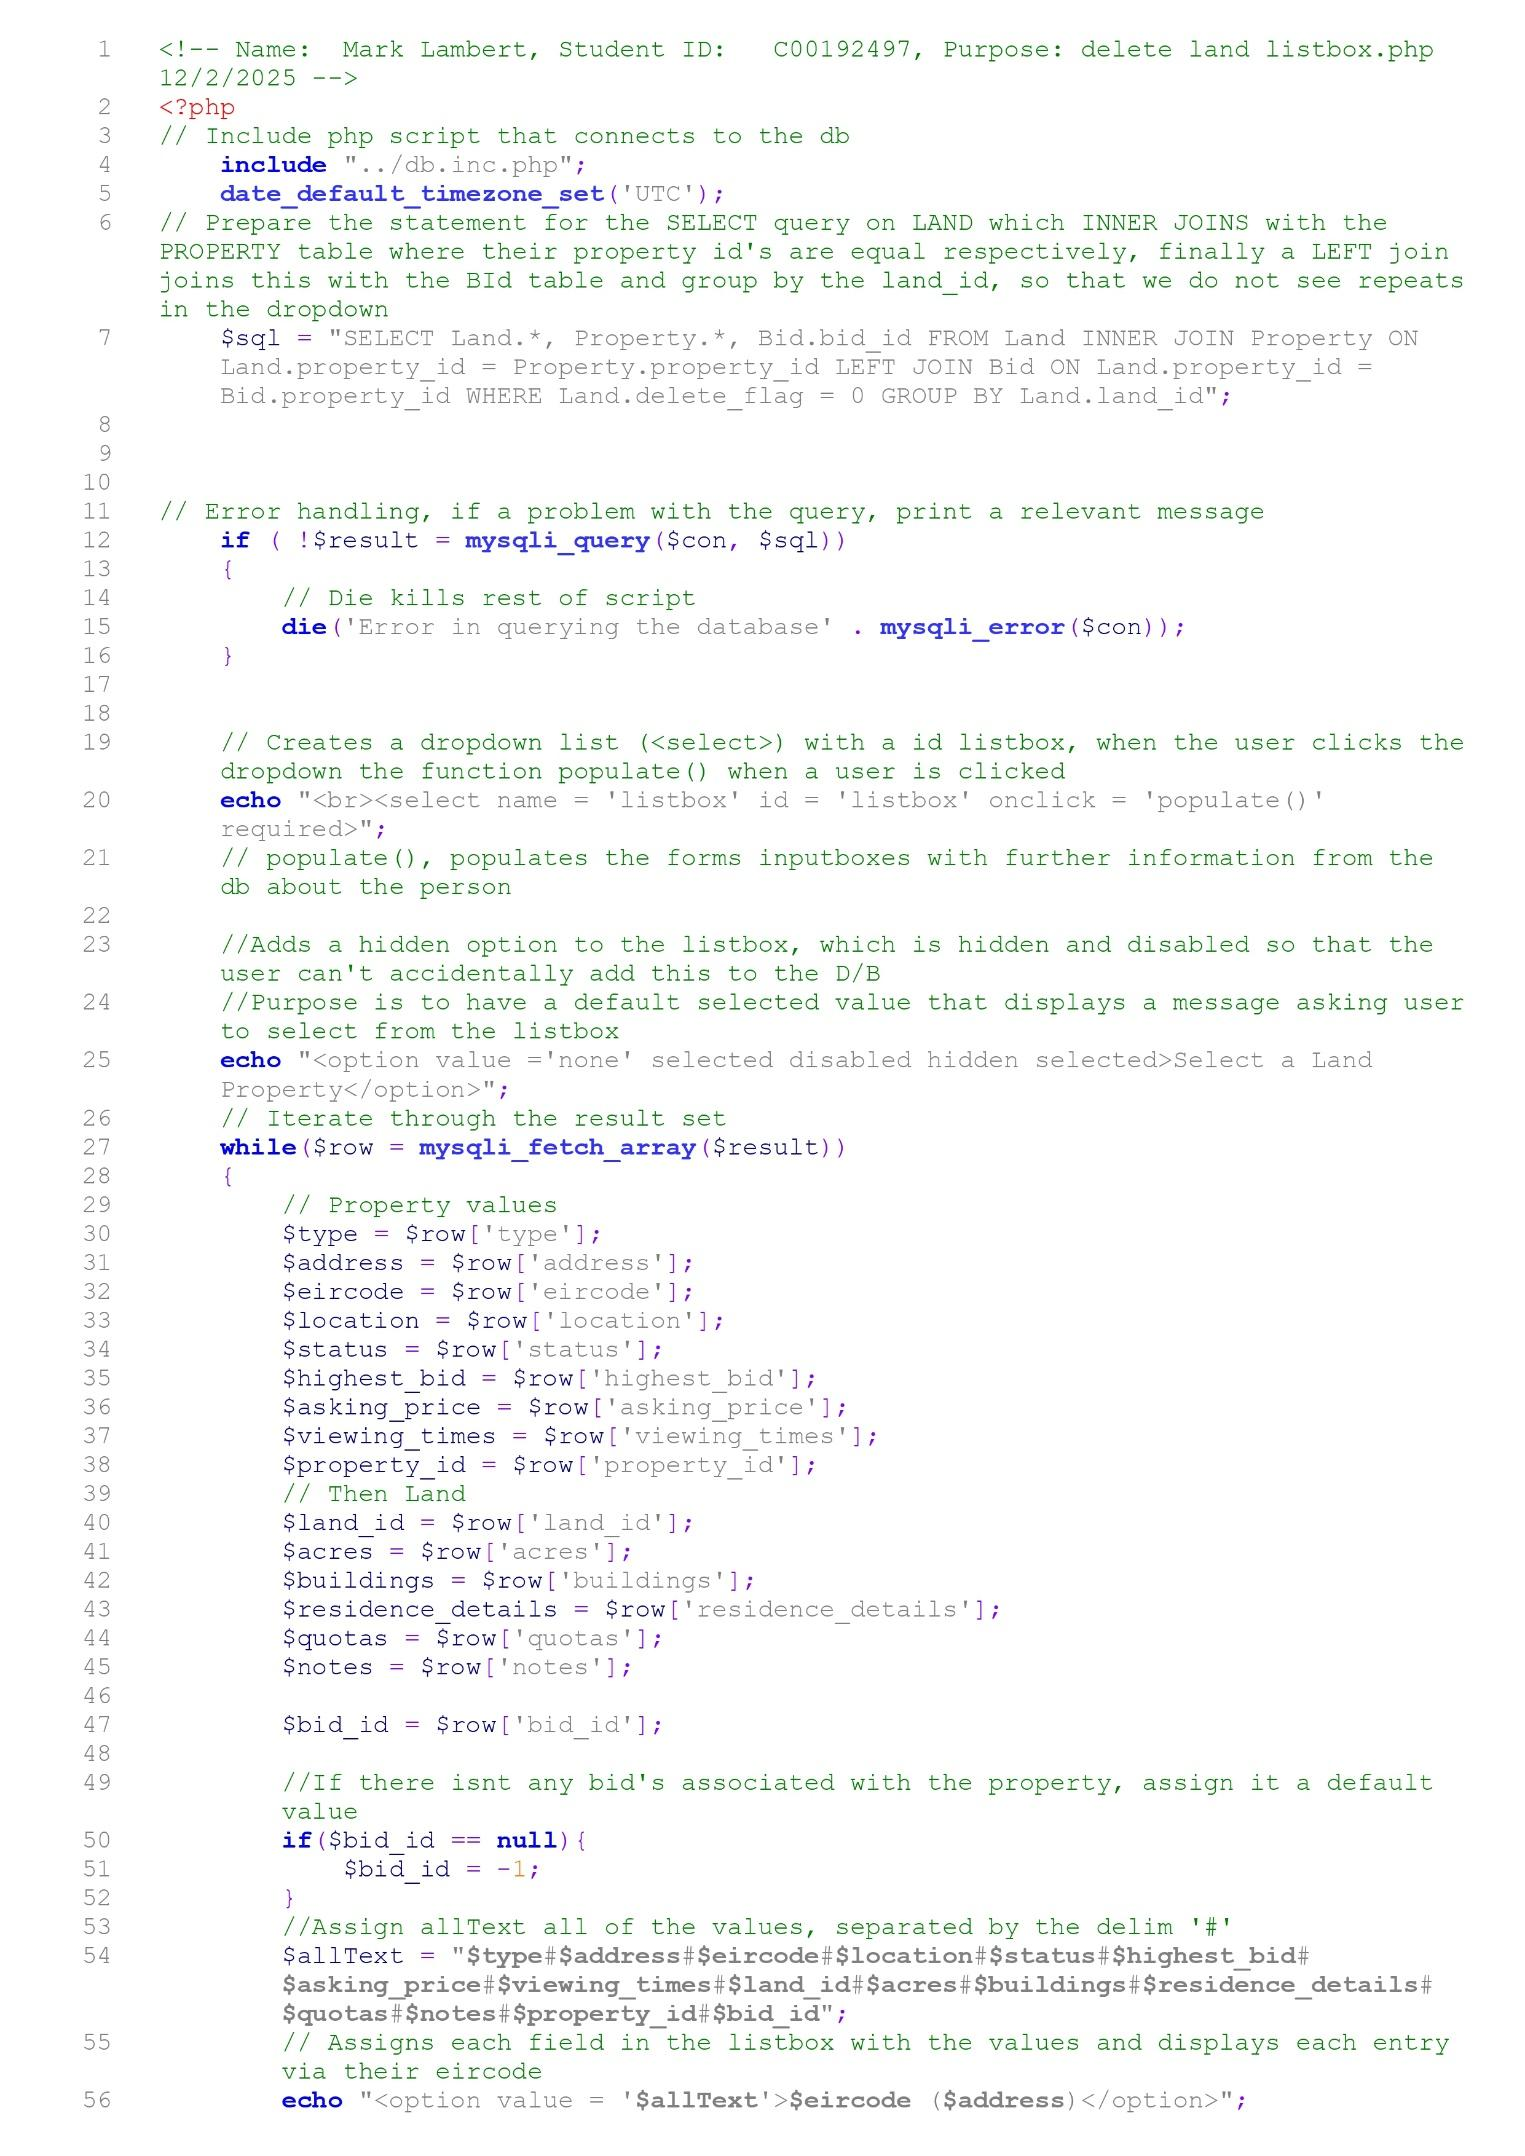 1 <!-- Name:  Mark Lambert, Student ID:   C00192497, Purpose: delete land listbox.php
12/2/2025 -->
2 <?php
3 // Include php script that connects to the db
4 include "../db.inc.php";
5 date_default_timezone_set('UTC');
6 // Prepare the statement for the SELECT query on LAND which INNER JOINS with the
PROPERTY table where their property id's are equal respectively, finally a LEFT join
joins this with the BId table and group by the land_id, so that we do not see repeats
in the dropdown
7 $sql = "SELECT Land.*, Property.*, Bid.bid_id FROM Land INNER JOIN Property ON
Land.property_id = Property.property_id LEFT JOIN Bid ON Land.property_id =
Bid.property_id WHERE Land.delete_flag = 0 GROUP BY Land.land_id";
8
9
10
11 // Error handling, if a problem with the query, print a relevant message
12 if ( !$result = mysqli_query($con, $sql))
13 {
14 // Die kills rest of script
15 die('Error in querying the database' . mysqli_error($con));
16 }
17
18
19 // Creates a dropdown list (<select>) with a id listbox, when the user clicks the
dropdown the function populate() when a user is clicked
20 echo "<br><select name = 'listbox' id = 'listbox' onclick = 'populate()'
required>";
21 // populate(), populates the forms inputboxes with further information from the
db about the person
22
23 //Adds a hidden option to the listbox, which is hidden and disabled so that the
user can't accidentally add this to the D/B
24 //Purpose is to have a default selected value that displays a message asking user
to select from the listbox
25 echo "<option value ='none' selected disabled hidden selected>Select a Land
Property</option>";
26 // Iterate through the result set
27 while($row = mysqli_fetch_array($result))
28 {
29 // Property values
30 $type = $row['type'];
31 $address = $row['address'];
32 $eircode = $row['eircode'];
33 $location = $row['location'];
34 $status = $row['status'];
35 $highest_bid = $row['highest_bid'];
36 $asking_price = $row['asking_price'];
37 $viewing_times = $row['viewing_times'];
38 $property_id = $row['property_id'];
39 // Then Land
40 $land_id = $row['land_id'];
41 $acres = $row['acres'];
42 $buildings = $row['buildings'];
43 $residence_details = $row['residence_details'];
44 $quotas = $row['quotas'];
45 $notes = $row['notes'];
46
47 $bid_id = $row['bid_id'];
48
49 //If there isnt any bid's associated with the property, assign it a default
value
50 if($bid_id == null){
51 $bid_id = -1;
52 }
53 //Assign allText all of the values, separated by the delim '#'
54 $allText = "$type#$address#$eircode#$location#$status#$highest_bid#
$asking_price#$viewing_times#$land_id#$acres#$buildings#$residence_details#
$quotas#$notes#$property_id#$bid_id";
55 // Assigns each field in the listbox with the values and displays each entry
via their eircode
56 echo "<option value = '$allText'>$eircode ($address)</option>";